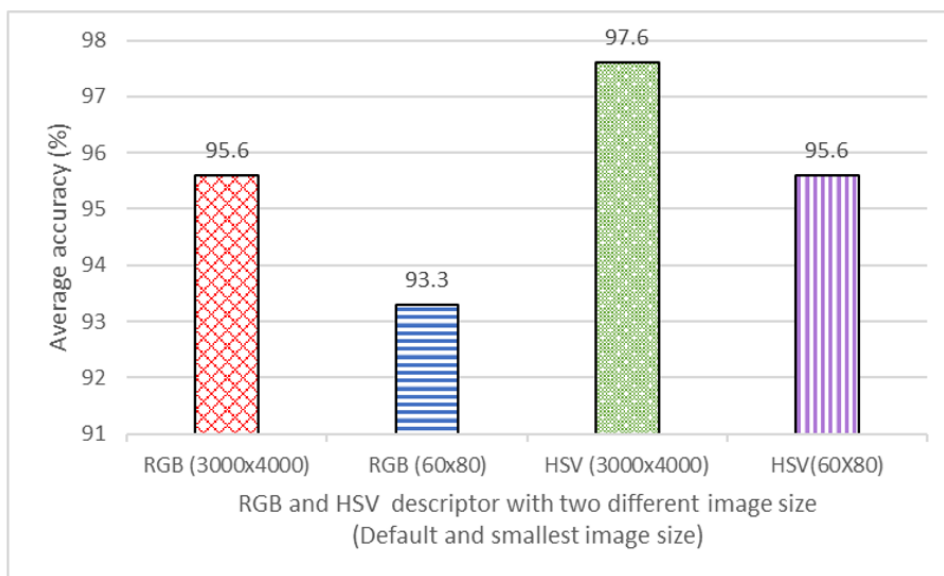 98
97
96
95
94
93
92
91
Average accuracy (%)
95.6
93.3
97.6
95.6
RGB (3000x4000)
RGB (60x80)
HSV (3000x4000)
HSV(60X80)
RGB and HSV descriptor with two different image size
(Default and smallest image size)